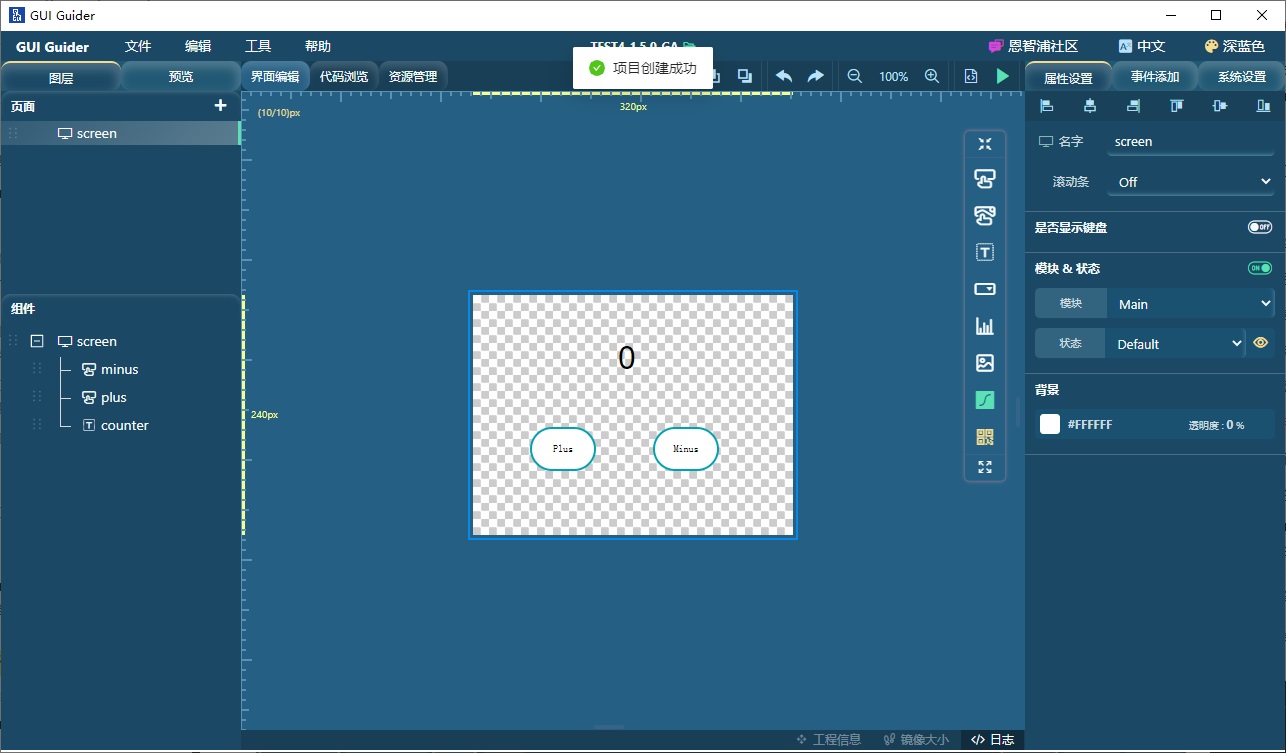 GUI Guider
GUI Guider 文件 编辑 工具 帮助 TEST4_1.5.0_GA 恩智浦社区 中文 深蓝色
图层 预览 界面编辑 代码浏览 资源管理 100% 属性设置 事件添加 系统设置
项目创建成功
页面
screen
(10/10)px
320px
名字 screen
滚动条 Off
是否显示键盘 OFF
模块 & 状态 ON
模块 Main
状态 Default
背景
#FFFFFF 透明度 : 0 %
组件
screen
minus
plus
counter
240px
0
Plus
Minus
工程信息 镜像大小 日志